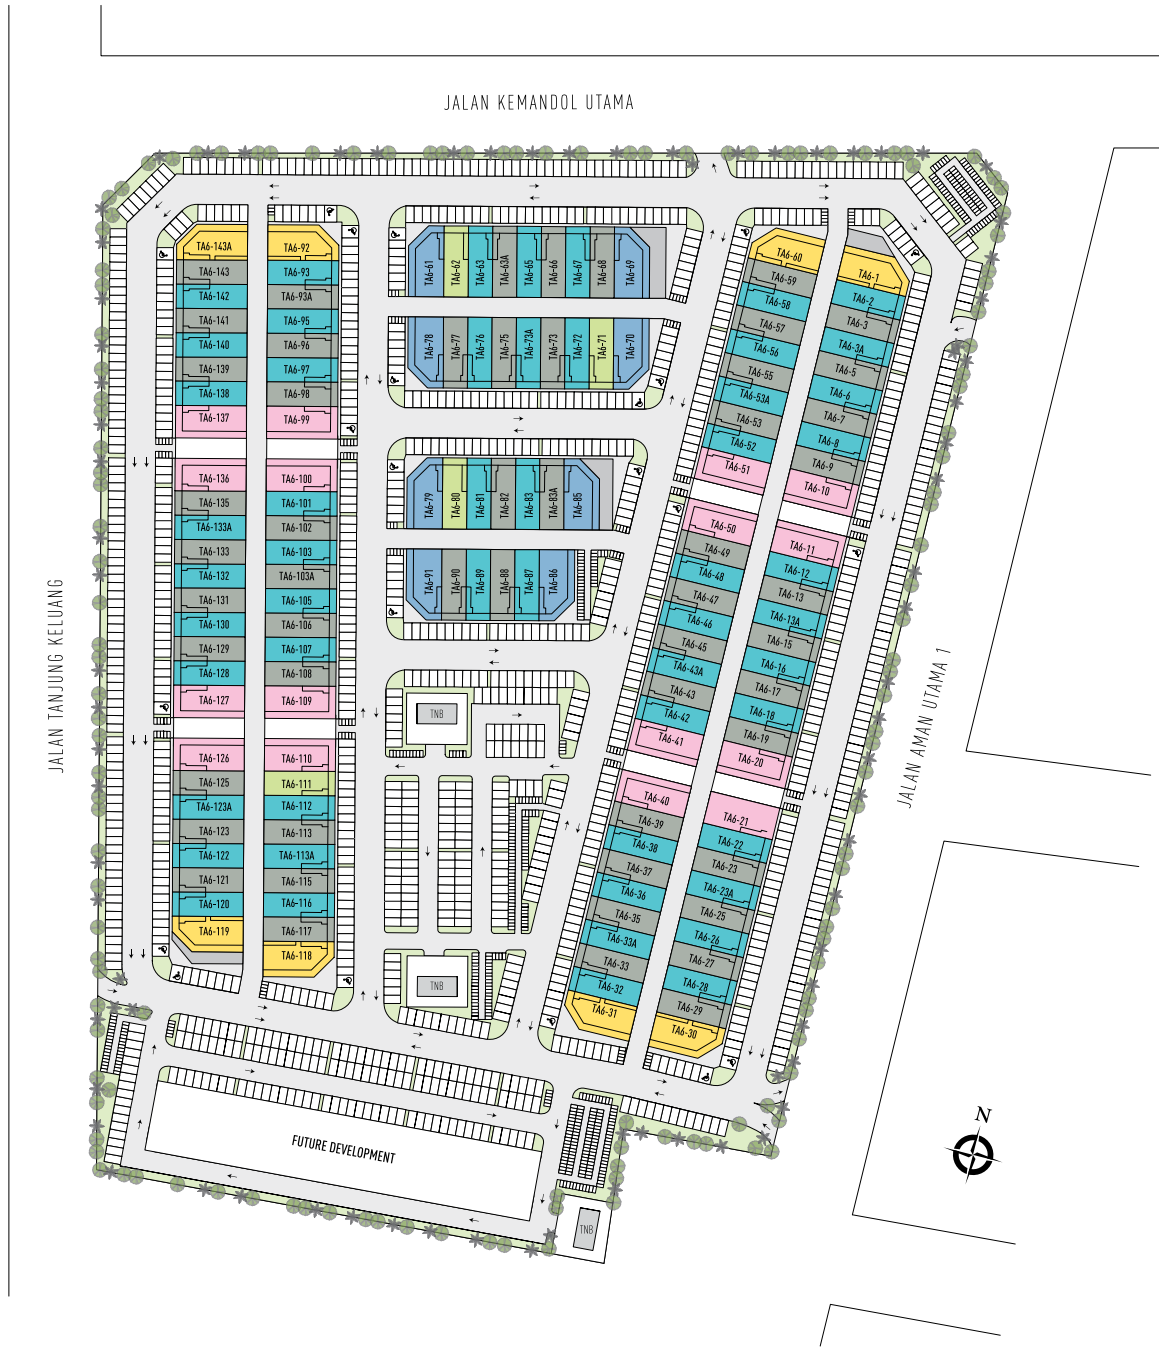 JALAN KEMANDOL UTAMA
JALAN TANJUNG KELUANG
JALAN AMAN UTAMA 1
TA6-143A
TA6-143
TA6-142
TA6-141
TA6-140
TA6-139
TA6-138
TA6-137
TA6-136
TA6-135
TA6-133A
TA6-133
TA6-132
TA6-131
TA6-130
TA6-129
TA6-128
TA6-127
TA6-126
TA6-125
TA6-123A
TA6-123
TA6-122
TA6-121
TA6-120
TA6-119
TA6-92
TA6-93
TA6-93A
TA6-95
TA6-96
TA6-97
TA6-98
TA6-99
TA6-100
TA6-101
TA6-102
TA6-103
TA6-103A
TA6-105
TA6-106
TA6-107
TA6-108
TA6-109
TA6-110
TA6-111
TA6-112
TA6-113
TA6-113A
TA6-115
TA6-116
TA6-117
TA6-118
TA6-61
TA6-62
TA6-63
TA6-63A
TA6-65
TA6-66
TA6-67
TA6-68
TA6-69
TA6-78
TA6-77
TA6-76
TA6-75
TA6-73A
TA6-73
TA6-72
TA6-71
TA6-70
TA6-79
TA6-80
TA6-81
TA6-82
TA6-83
TA6-83A
TA6-85
TA6-91
TA6-90
TA6-89
TA6-88
TA6-87
TA6-86
TNB
TNB
TA6-60
TA6-59
TA6-58
TA6-57
TA6-56
TA6-55
TA6-53A
TA6-53
TA6-52
TA6-51
TA6-50
TA6-49
TA6-48
TA6-47
TA6-46
TA6-45
TA6-43A
TA6-43
TA6-42
TA6-41
TA6-40
TA6-39
TA6-38
TA6-37
TA6-36
TA6-35
TA6-33A
TA6-33
TA6-32
TA6-31
TA6-1
TA6-2
TA6-3
TA6-3A
TA6-5
TA6-6
TA6-7
TA6-8
TA6-9
TA6-10
TA6-11
TA6-12
TA6-13
TA6-13A
TA6-15
TA6-16
TA6-17
TA6-18
TA6-19
TA6-20
TA6-21
TA6-22
TA6-23
TA6-23A
TA6-25
TA6-26
TA6-27
TA6-28
TA6-29
TA6-30
FUTURE DEVELOPMENT
TNB
N